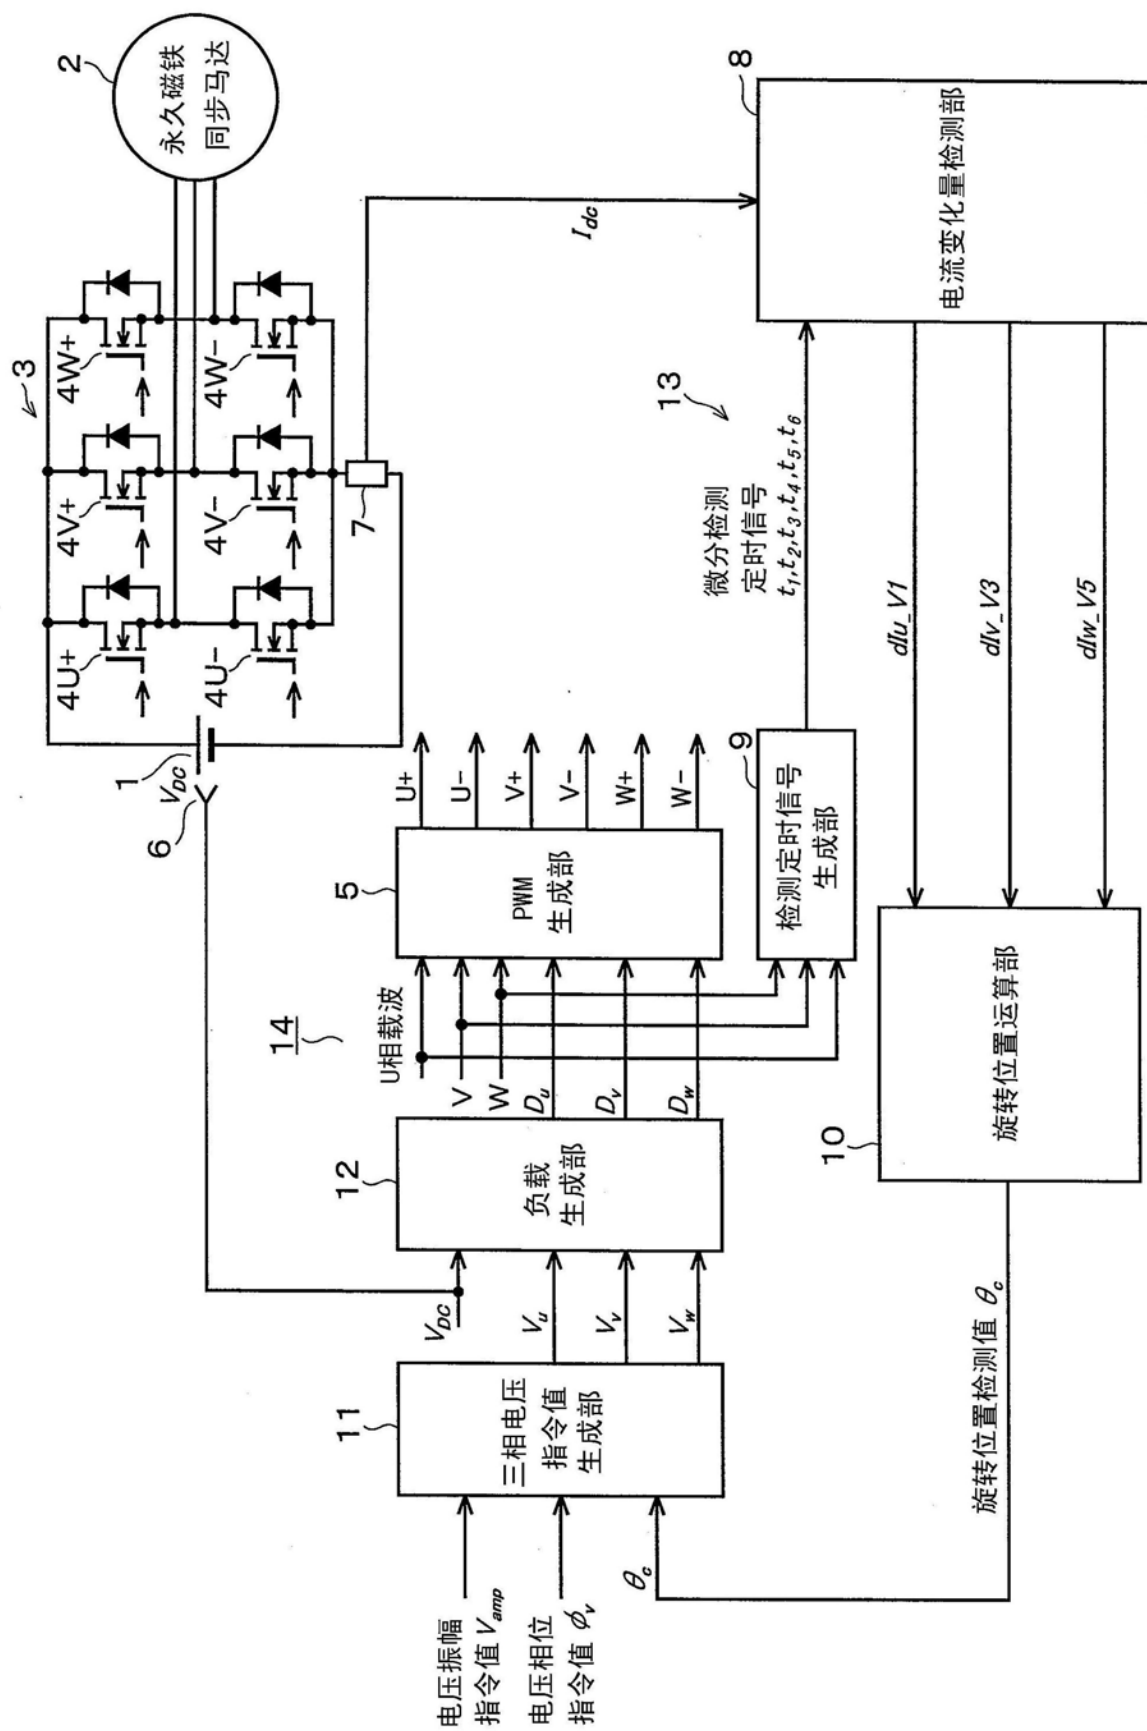 1
V_DC
6
3
4U+
4V+
4W+
4U-
4V-
4W-
2
永久磁铁
同步马达
7
I_dc
14
U相载波
V
W
电压振幅
指令值 V_amp
电压相位
指令值 ϕ_v
θ_c
11
三相电压
指令值
生成部
V_DC
V_u
V_v
V_w
12
负载
生成部
D_u
D_v
D_w
5
PWM
生成部
U+
U-
V+
V-
W+
W-
9
检测定时信号
生成部
13
微分检测
定时信号
t_1,t_2,t_3,t_4,t_5,t_6
8
电流变化量检测部
dIu_V1
dIv_V3
dIw_V5
10
旋转位置运算部
旋转位置检测值 θ_c